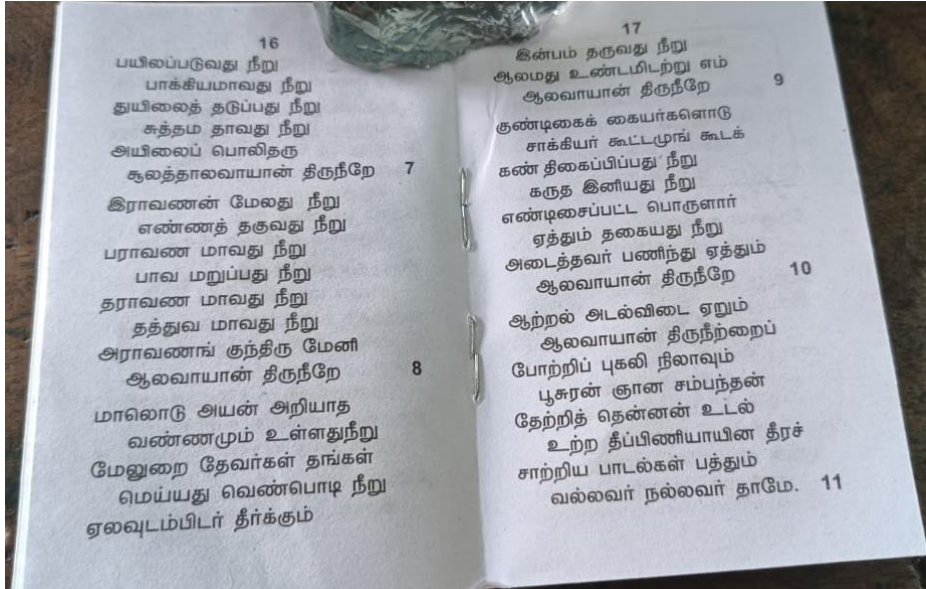 16
பயிலப்படுவது நீறு
பாக்கியமாவது நீறு
துயிலைத் தடுப்பது நீறு
சுத்தம தாவது நீறு
அயிலைப் பொலிதரு
சூலத்தாலவாயான் திருநீறே 7
இராவணன் மேலது நீறு
எண்ணத் தகுவது நீறு
பராவண மாவது நீறு
பாவ மறுப்பது நீறு
தராவண மாவது நீறு
தத்துவ மாவது நீறு
அராவணங் குந்திரு மேனி
ஆலவாயான் திருநீறே 8
மாலொடு அயன் அறியாத
வண்ணமும் உள்ளதுநீறு
மேலுறை தேவர்கள் தங்கள்
மெய்யது வெண்பொடி நீறு
ஏலவுடம்பிடர் தீர்க்கும்
17
இன்பம் தருவது நீறு
ஆலமது உண்டமிடற்று எம்
ஆலவாயான் திருநீறே 9
குண்டிகைக் கையர்களொடு
சாக்கியர் கூட்டமுங் கூடக்
கண் திகைப்பிப்பது நீறு
கருத இனியது நீறு
எண்டிசைப்பட்ட பொருளார்
ஏத்தும் தகையது நீறு
அடைத்தவர் பணிந்து ஏத்தும்
ஆலவாயான் திருநீறே 10
ஆற்றல் அடல்விடை ஏறும்
ஆலவாயான் திருநீற்றைப்
போற்றிப் புகலி நிலாவும்
பூசுரன் ஞான சம்பந்தன்
தேற்றித் தென்னன் உடல்
உற்ற தீப்பிணியாயின தீரச்
சாற்றிய பாடல்கள் பத்தும்
வல்லவர் நல்லவர் தாமே. 11